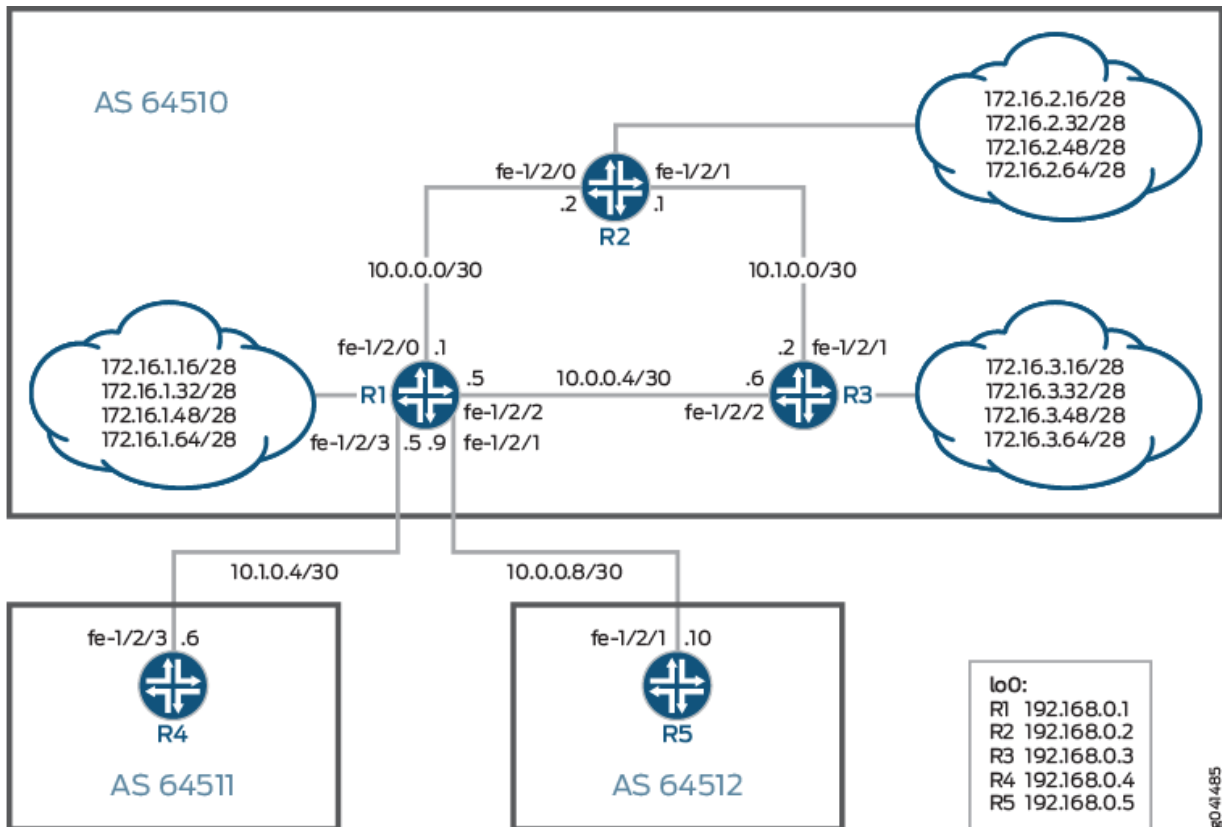 AS 64510
172.16.2.16/28
172.16.2.32/28
172.16.2.48/28
172.16.2.64/28
fe-1/2/0
fe-1/2/1
.2
.1
R2
10.0.0.0/30
10.1.0.0/30
172.16.1.16/28
172.16.1.32/28
172.16.1.48/28
172.16.1.64/28
fe-1/2/0
.1
R1
.5
fe-1/2/2
10.0.0.4/30
fe-1/2/3
.5
.9
fe-1/2/1
.2
fe-1/2/1
.6
fe-1/2/2
R3
172.16.3.16/28
172.16.3.32/28
172.16.3.48/28
172.16.3.64/28
10.1.0.4/30
10.0.0.8/30
fe-1/2/3
.6
R4
AS 64511
fe-1/2/1
.10
R5
AS 64512
lo0:
R1 192.168.0.1
R2 192.168.0.2
R3 192.168.0.3
R4 192.168.0.4
R5 192.168.0.5
g041485